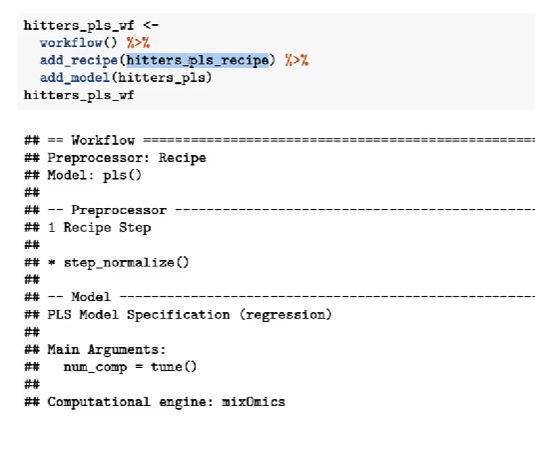 hitters_pls_wf <-
workflow() %>%
add_recipe(hitters_pls_recipe) %>%
add_model(hitters_pls)
hitters_pls_wf
## == Workflow ==================================================
## Preprocessor: Recipe
## Model: pls()
##
## -- Preprocessor ----------------------------------------------
## 1 Recipe Step
##
## * step_normalize()
##
## -- Model -----------------------------------------------------
## PLS Model Specification (regression)
##
## Main Arguments:
## num_comp = tune()
##
## Computational engine: mixOmics